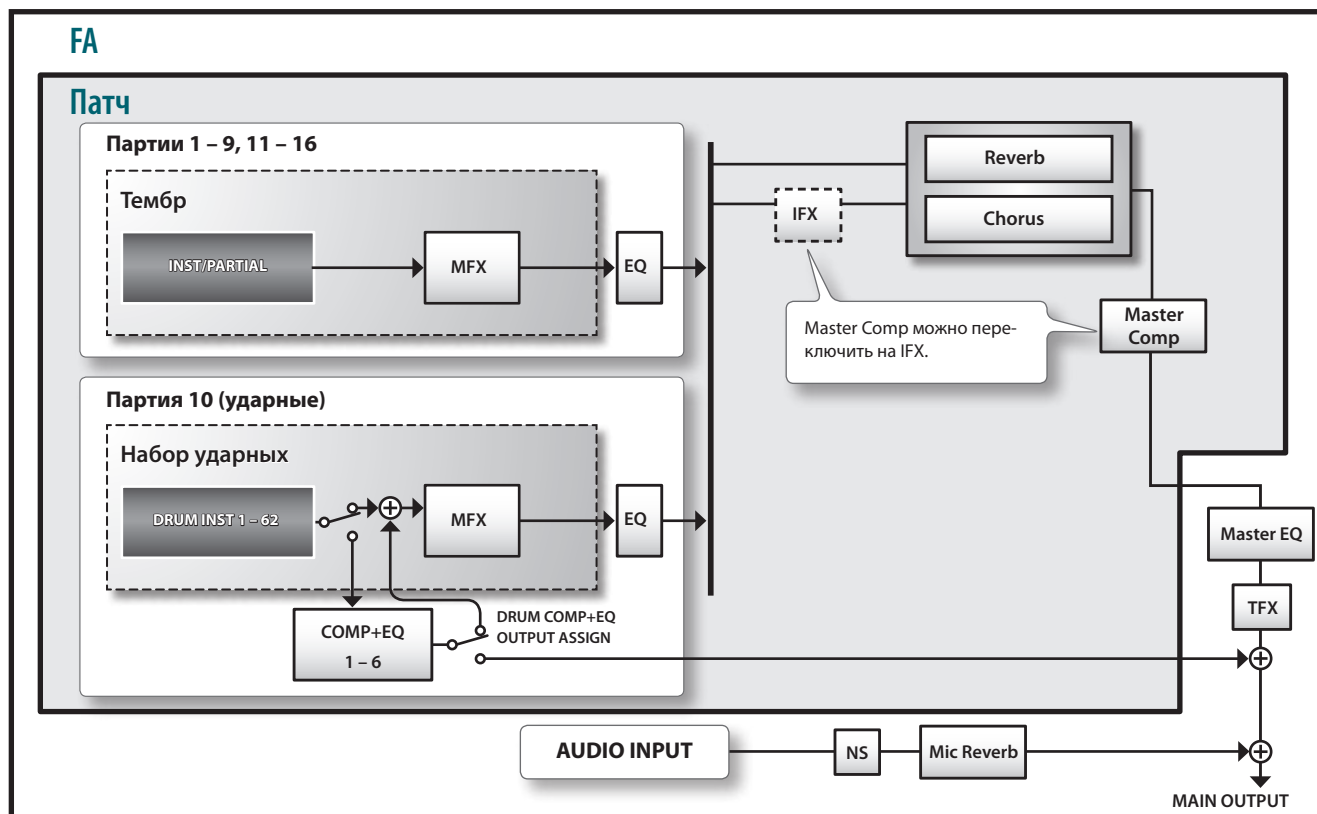 FA
Патч
Партии 1 – 9, 11 – 16
Тембр
INST/PARTIAL
MFX
EQ
IFX
Reverb
Chorus
Master Comp можно пере-
ключить на IFX.
Master
Comp
Партия 10 (ударные)
Набор ударных
DRUM INST 1 – 62
MFX
EQ
COMP+EQ
1 – 6
DRUM COMP+EQ
OUTPUT ASSIGN
Master EQ
TFX
AUDIO INPUT
NS
Mic Reverb
MAIN OUTPUT